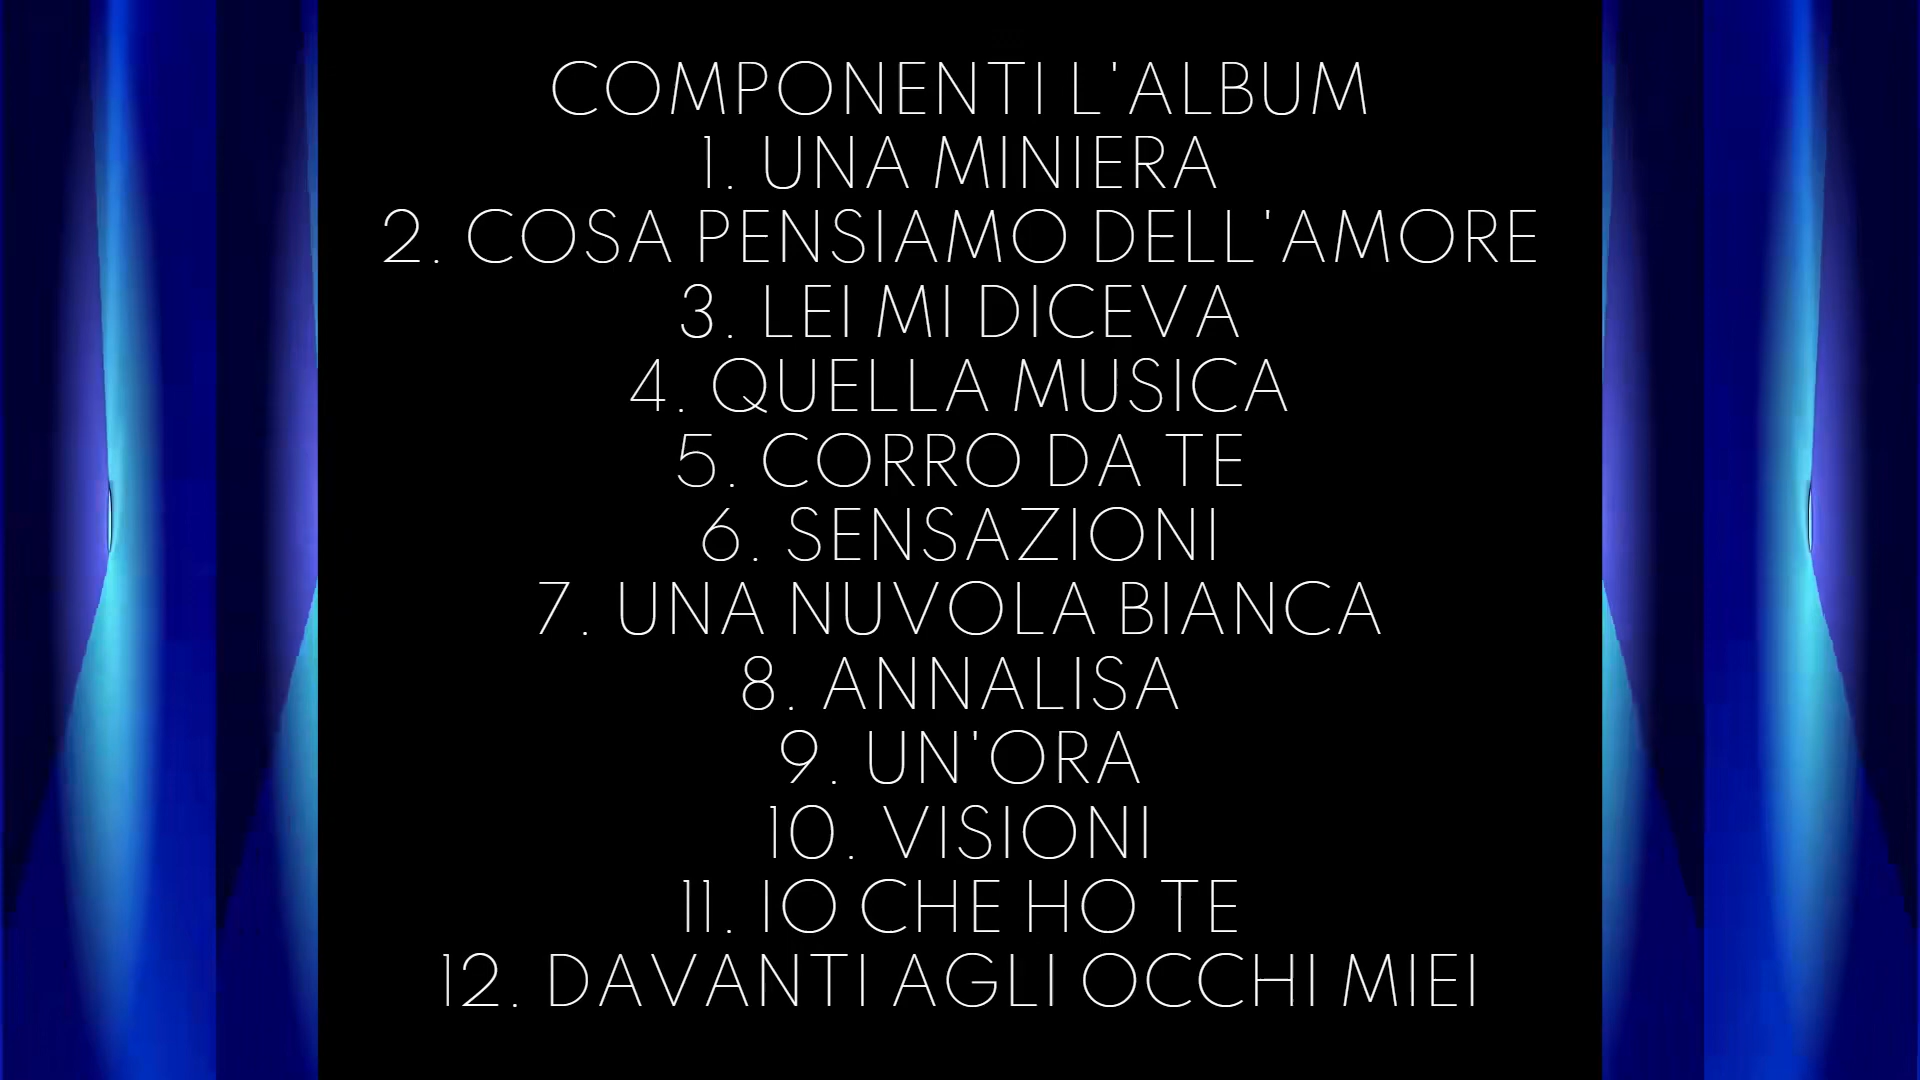 COMPONENTI L'ALBUM
1. UNA MINIERA
2. COSA PENSIAMO DELL'AMORE
3. LEI MI DICEVA
4. QUELLA MUSICA
5. CORRO DA TE
6. SENSAZIONI
7. UNA NUVOLA BIANCA
8. ANNALISA
9. UN'ORA
10. VISIONI
11. IO CHE HO TE
12. DAVANTI AGLI OCCHI MIEI